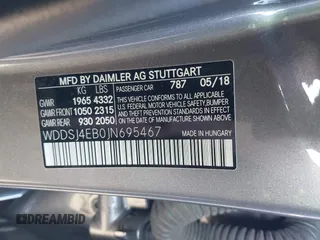 MFD BY DAIMLER AG STUTTGART
PASSENGER CAR 787 05/18
KG LBS
GVWR 1965 4332
GAWR FRONT 1050 2315
GAWR REAR 930 2050
THIS VEHICLE CONFORMS TO ALL APPLICABLE
U.S. FEDERAL MOTOR VEHICLE SAFETY, BUMPER,
AND THEFT PREVENTION STANDARDS IN EFFECT ON
THE DATE OF MANUFACTURE SHOWN ABOVE
MADE IN HUNGARY
WDDSJ4EB0JN695467
© DREAMBID